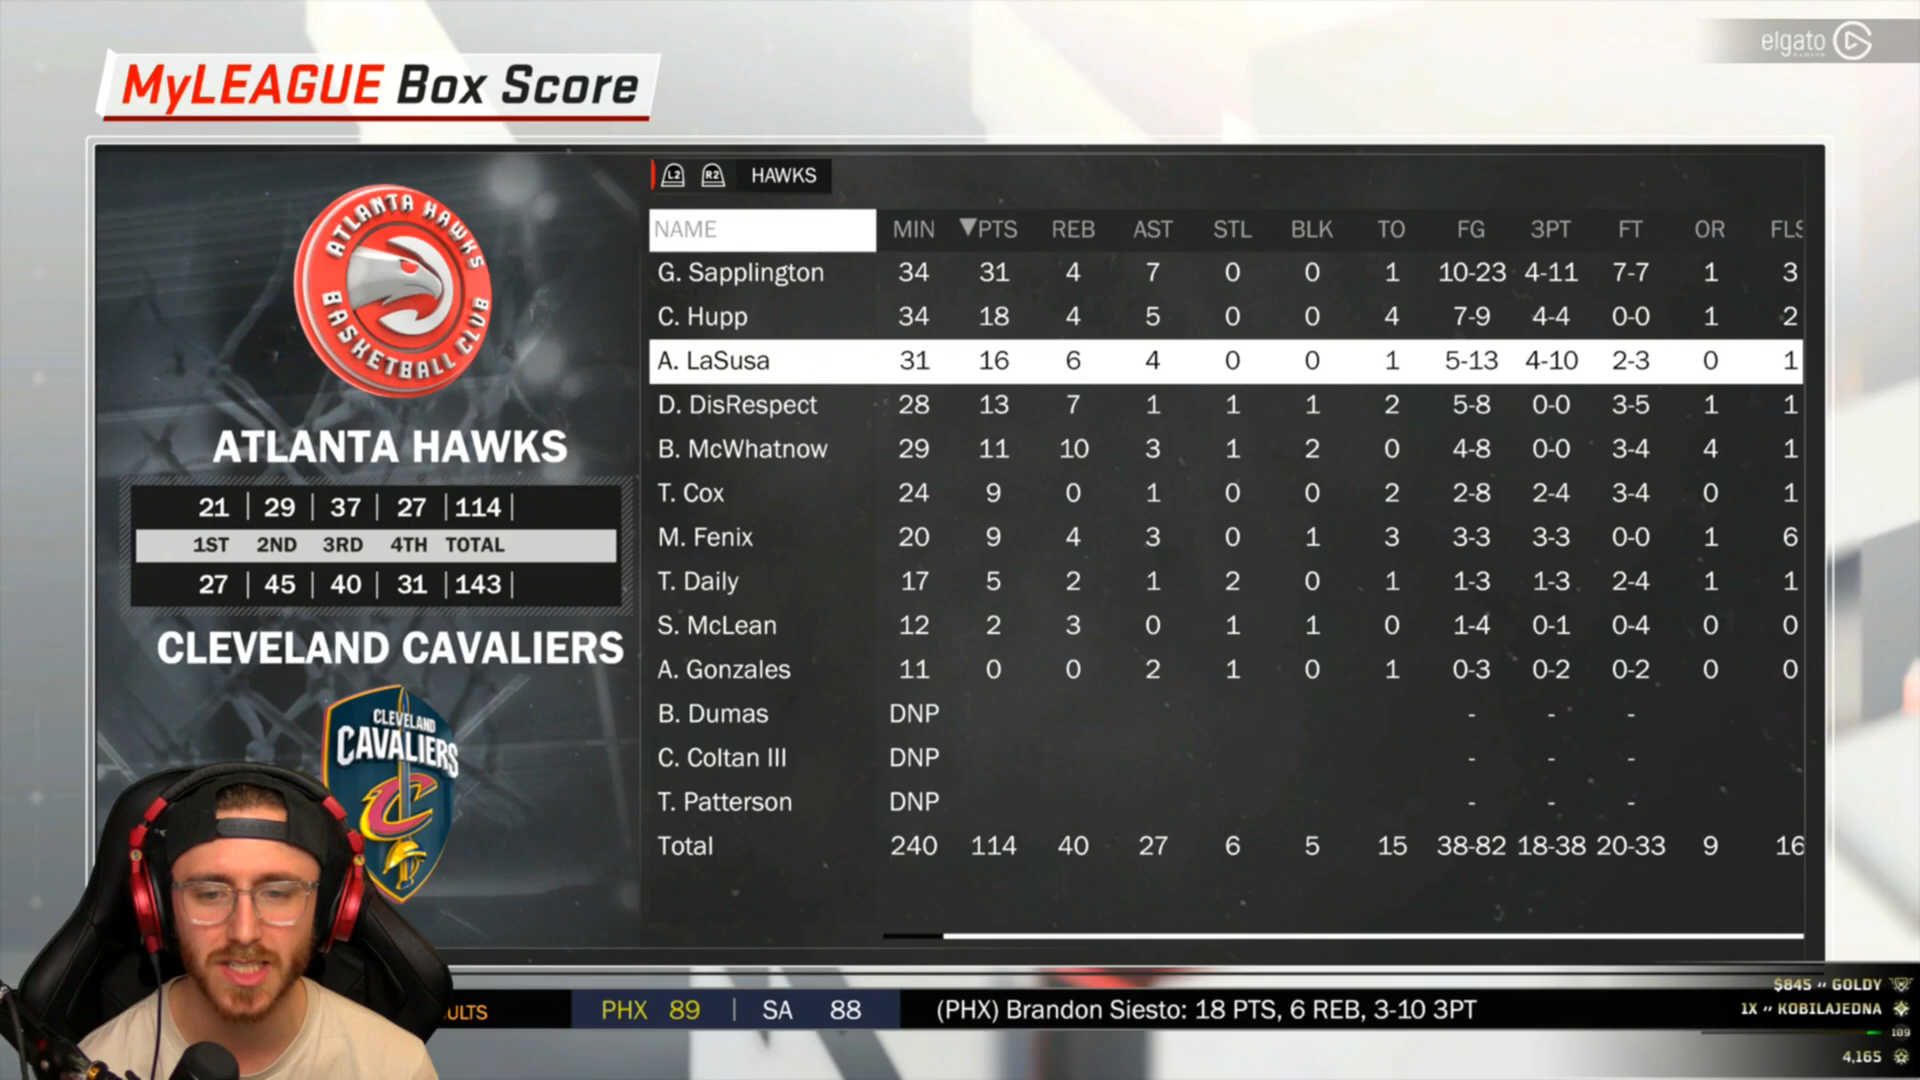 elgato
GAMING
MyLEAGUE Box Score
L2 R2 HAWKS
ATLANTA HAWKS
BASKETBALL CLUB
ATLANTA HAWKS
21 | 29 | 37 | 27 | 114 |
1ST 2ND 3RD 4TH TOTAL
27 | 45 | 40 | 31 | 143 |
CLEVELAND CAVALIERS
CLEVELAND
CAVALIERS
C
NAME MIN ▼PTS REB AST STL BLK TO FG 3PT FT OR FLS
G. Sapplington 34 31 4 7 0 0 1 10-23 4-11 7-7 1 3
C. Hupp 34 18 4 5 0 0 4 7-9 4-4 0-0 1 2
A. LaSusa 31 16 6 4 0 0 1 5-13 4-10 2-3 0 1
D. DisRespect 28 13 7 1 1 1 2 5-8 0-0 3-5 1 1
B. McWhatnow 29 11 10 3 1 2 0 4-8 0-0 3-4 4 1
T. Cox 24 9 0 1 0 0 2 2-8 2-4 3-4 0 1
M. Fenix 20 9 4 3 0 1 3 3-3 3-3 0-0 1 6
T. Daily 17 5 2 1 2 0 1 1-3 1-3 2-4 1 1
S. McLean 12 2 3 0 1 1 0 1-4 0-1 0-4 0 0
A. Gonzales 11 0 0 2 1 0 1 0-3 0-2 0-2 0 0
B. Dumas DNP - - -
C. Coltan III DNP - - -
T. Patterson DNP - - -
Total 240 114 40 27 6 5 15 38-82 18-38 20-33 9 16
ULTS PHX 89 | SA 88 (PHX) Brandon Siesto: 18 PTS, 6 REB, 3-10 3PT
$845 ,, GOLDY
1X ,, KOBILAJEDNA
109
4,165